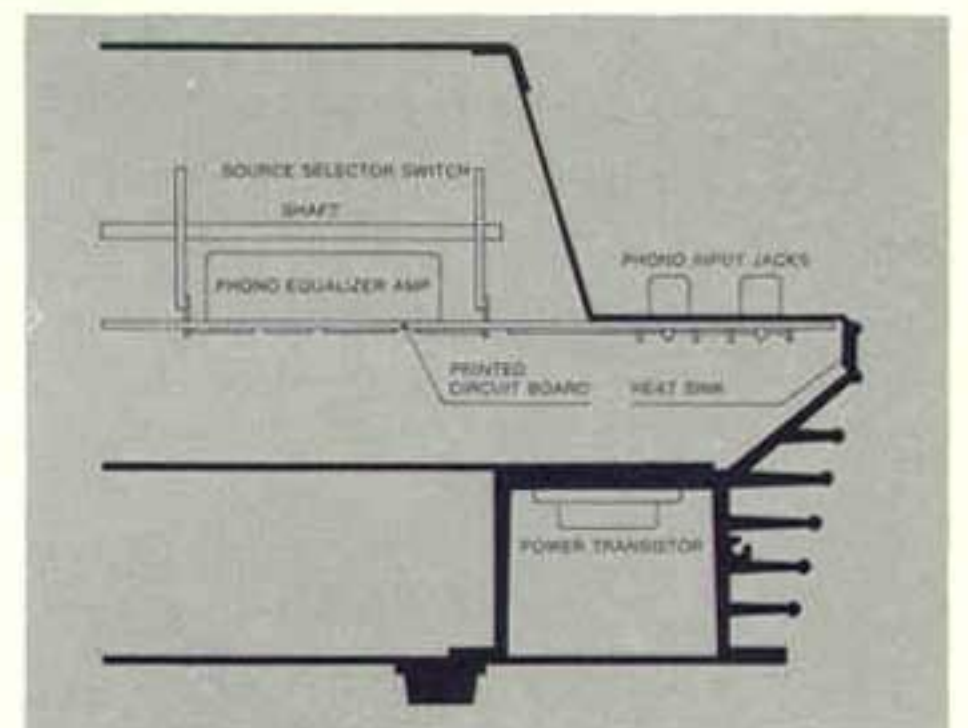 SOURCE SELECTOR SWITCH
SHAFT
PHONO EQUALIZER AMP
PHONO INPUT JACKS
PRINTED
CIRCUIT BOARD
HEAT SINK
POWER TRANSISTOR